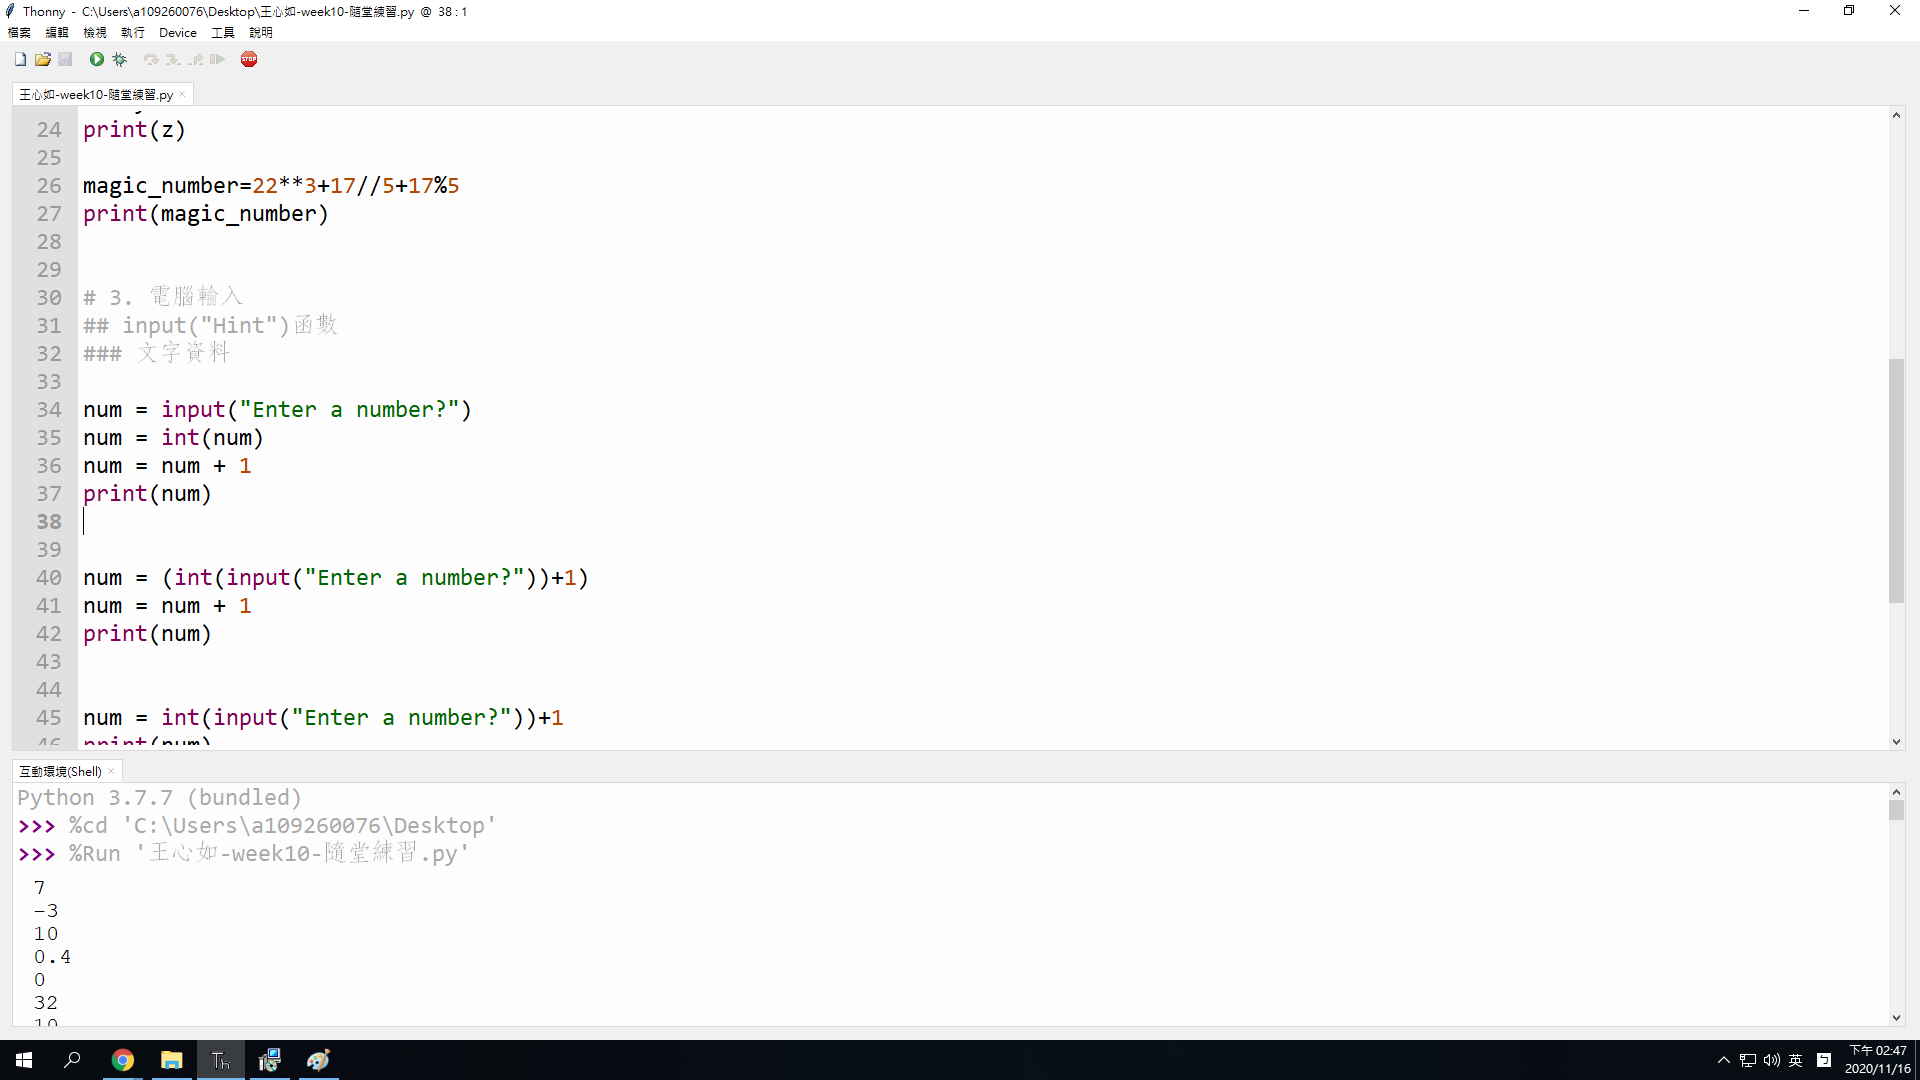 Thonny - C:\Users\a109260076\Desktop\王心如-week10-隨堂練習.py @ 38 : 1
檔案 編輯 檢視 執行 Device 工具 說明
STOP
王心如-week10-隨堂練習.py ×
24 print(z)
25
26 magic_number=22**3+17//5+17%5
27 print(magic_number)
28
29
30 # 3. 電腦輸入
31 ## input("Hint")函數
32 ### 文字資料
33
34 num = input("Enter a number?")
35 num = int(num)
36 num = num + 1
37 print(num)
38
39
40 num = (int(input("Enter a number?"))+1)
41 num = num + 1
42 print(num)
43
44
45 num = int(input("Enter a number?"))+1
46 print(num)
互動環境(Shell) ×
Python 3.7.7 (bundled)
>>> %cd 'C:\Users\a109260076\Desktop'
>>> %Run '王心如-week10-隨堂練習.py'
7
-3
10
0.4
0
32
10
Th
英
下午 02:47
2020/11/16